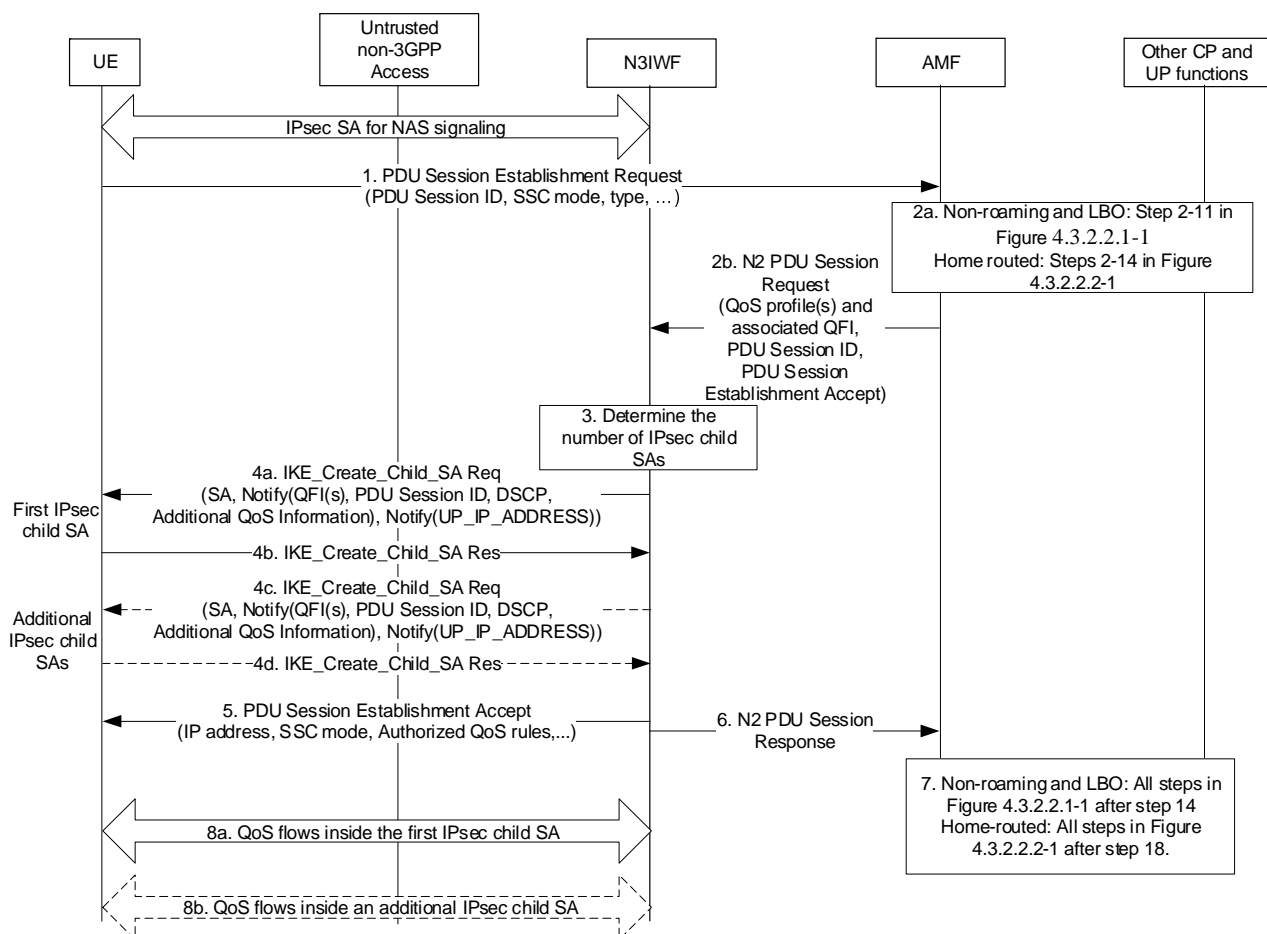 UE
Untrusted
non-3GPP
Access
N3IWF
AMF
Other CP and
UP functions
IPsec SA for NAS signaling
1. PDU Session Establishment Request
(PDU Session ID, SSC mode, type, …)
2a. Non-roaming and LBO: Step 2-11 in
Figure 4.3.2.2.1-1
Home routed: Steps 2-14 in Figure
4.3.2.2.2-1
2b. N2 PDU Session
Request
(QoS profile(s) and
associated QFI,
PDU Session ID,
PDU Session
Establishment Accept)
3. Determine the
number of IPsec child
SAs
First IPsec
child SA
4a. IKE_Create_Child_SA Req
(SA, Notify(QFI(s), PDU Session ID, DSCP,
Additional QoS Information), Notify(UP_IP_ADDRESS))
4b. IKE_Create_Child_SA Res
Additional
IPsec child
SAs
4c. IKE_Create_Child_SA Req
(SA, Notify(QFI(s), PDU Session ID, DSCP,
Additional QoS Information), Notify(UP_IP_ADDRESS))
4d. IKE_Create_Child_SA Res
5. PDU Session Establishment Accept
(IP address, SSC mode, Authorized QoS rules,...)
6. N2 PDU Session
Response
7. Non-roaming and LBO: All steps in
Figure 4.3.2.2.1-1 after step 14
Home-routed: All steps in Figure
4.3.2.2.2-1 after step 18.
8a. QoS flows inside the first IPsec child SA
8b. QoS flows inside an additional IPsec child SA